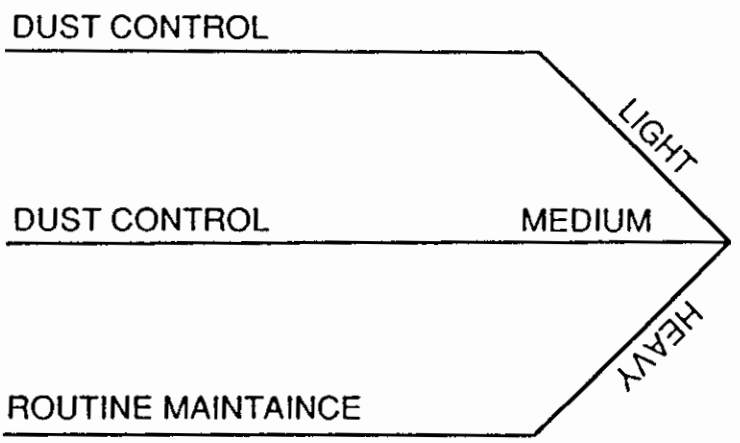 DUST CONTROL
LIGHT
DUST CONTROL
MEDIUM
HEAVY
ROUTINE MAINTAINCE